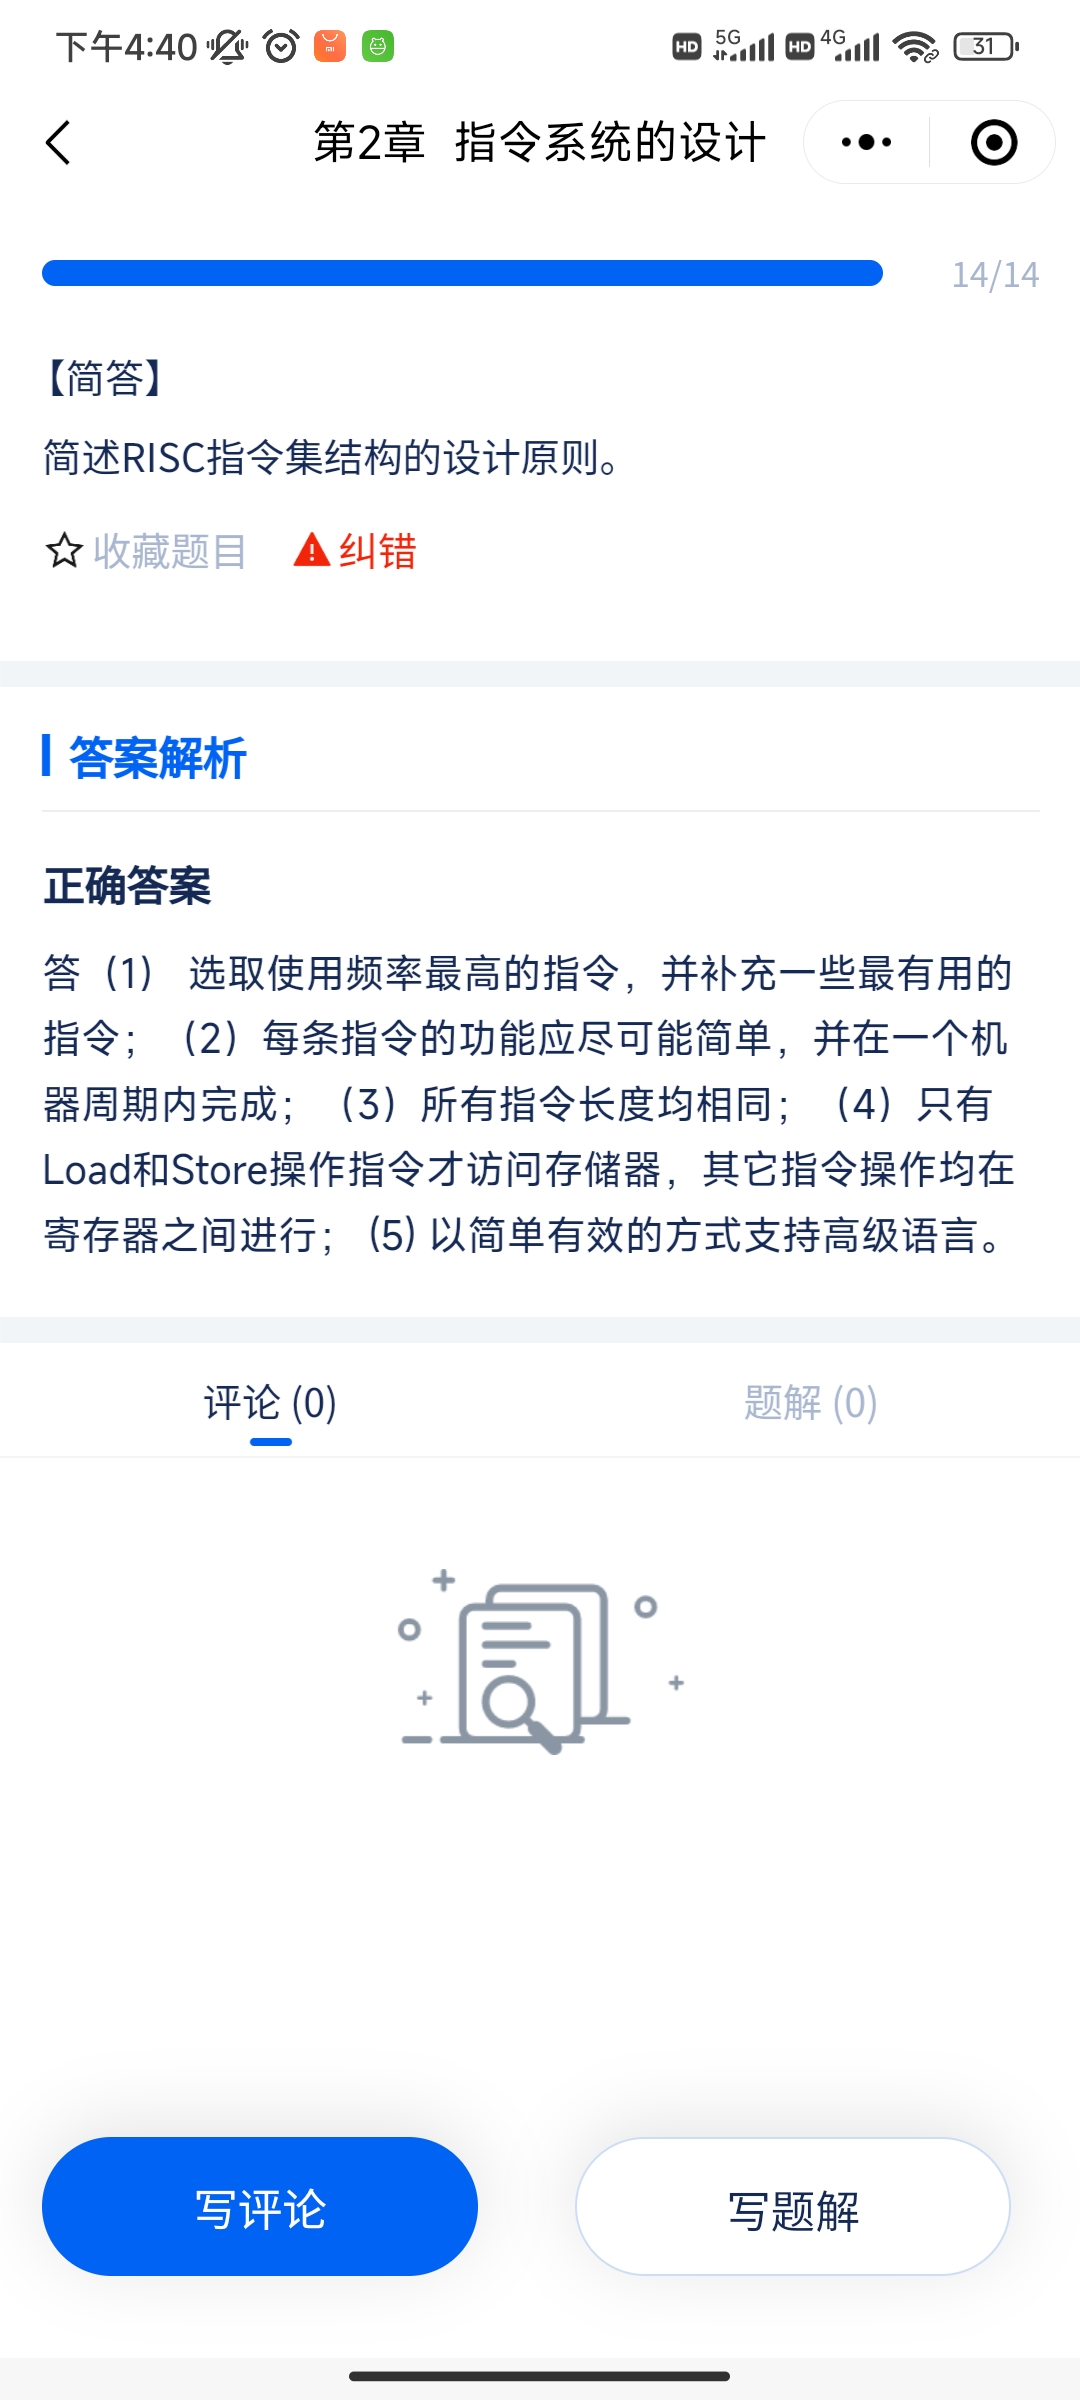 下午4:40
HD 5G HD 4G 31
第2章 指令系统的设计
14/14
【简答】
简述RISC指令集结构的设计原则。
收藏题目 纠错
答案解析
正确答案
答（1） 选取使用频率最高的指令，并补充一些最有用的
指令；（2）每条指令的功能应尽可能简单，并在一个机
器周期内完成；（3）所有指令长度均相同；（4）只有
Load和Store操作指令才访问存储器，其它指令操作均在
寄存器之间进行；(5) 以简单有效的方式支持高级语言。
评论 (0) 题解 (0)
写评论 写题解